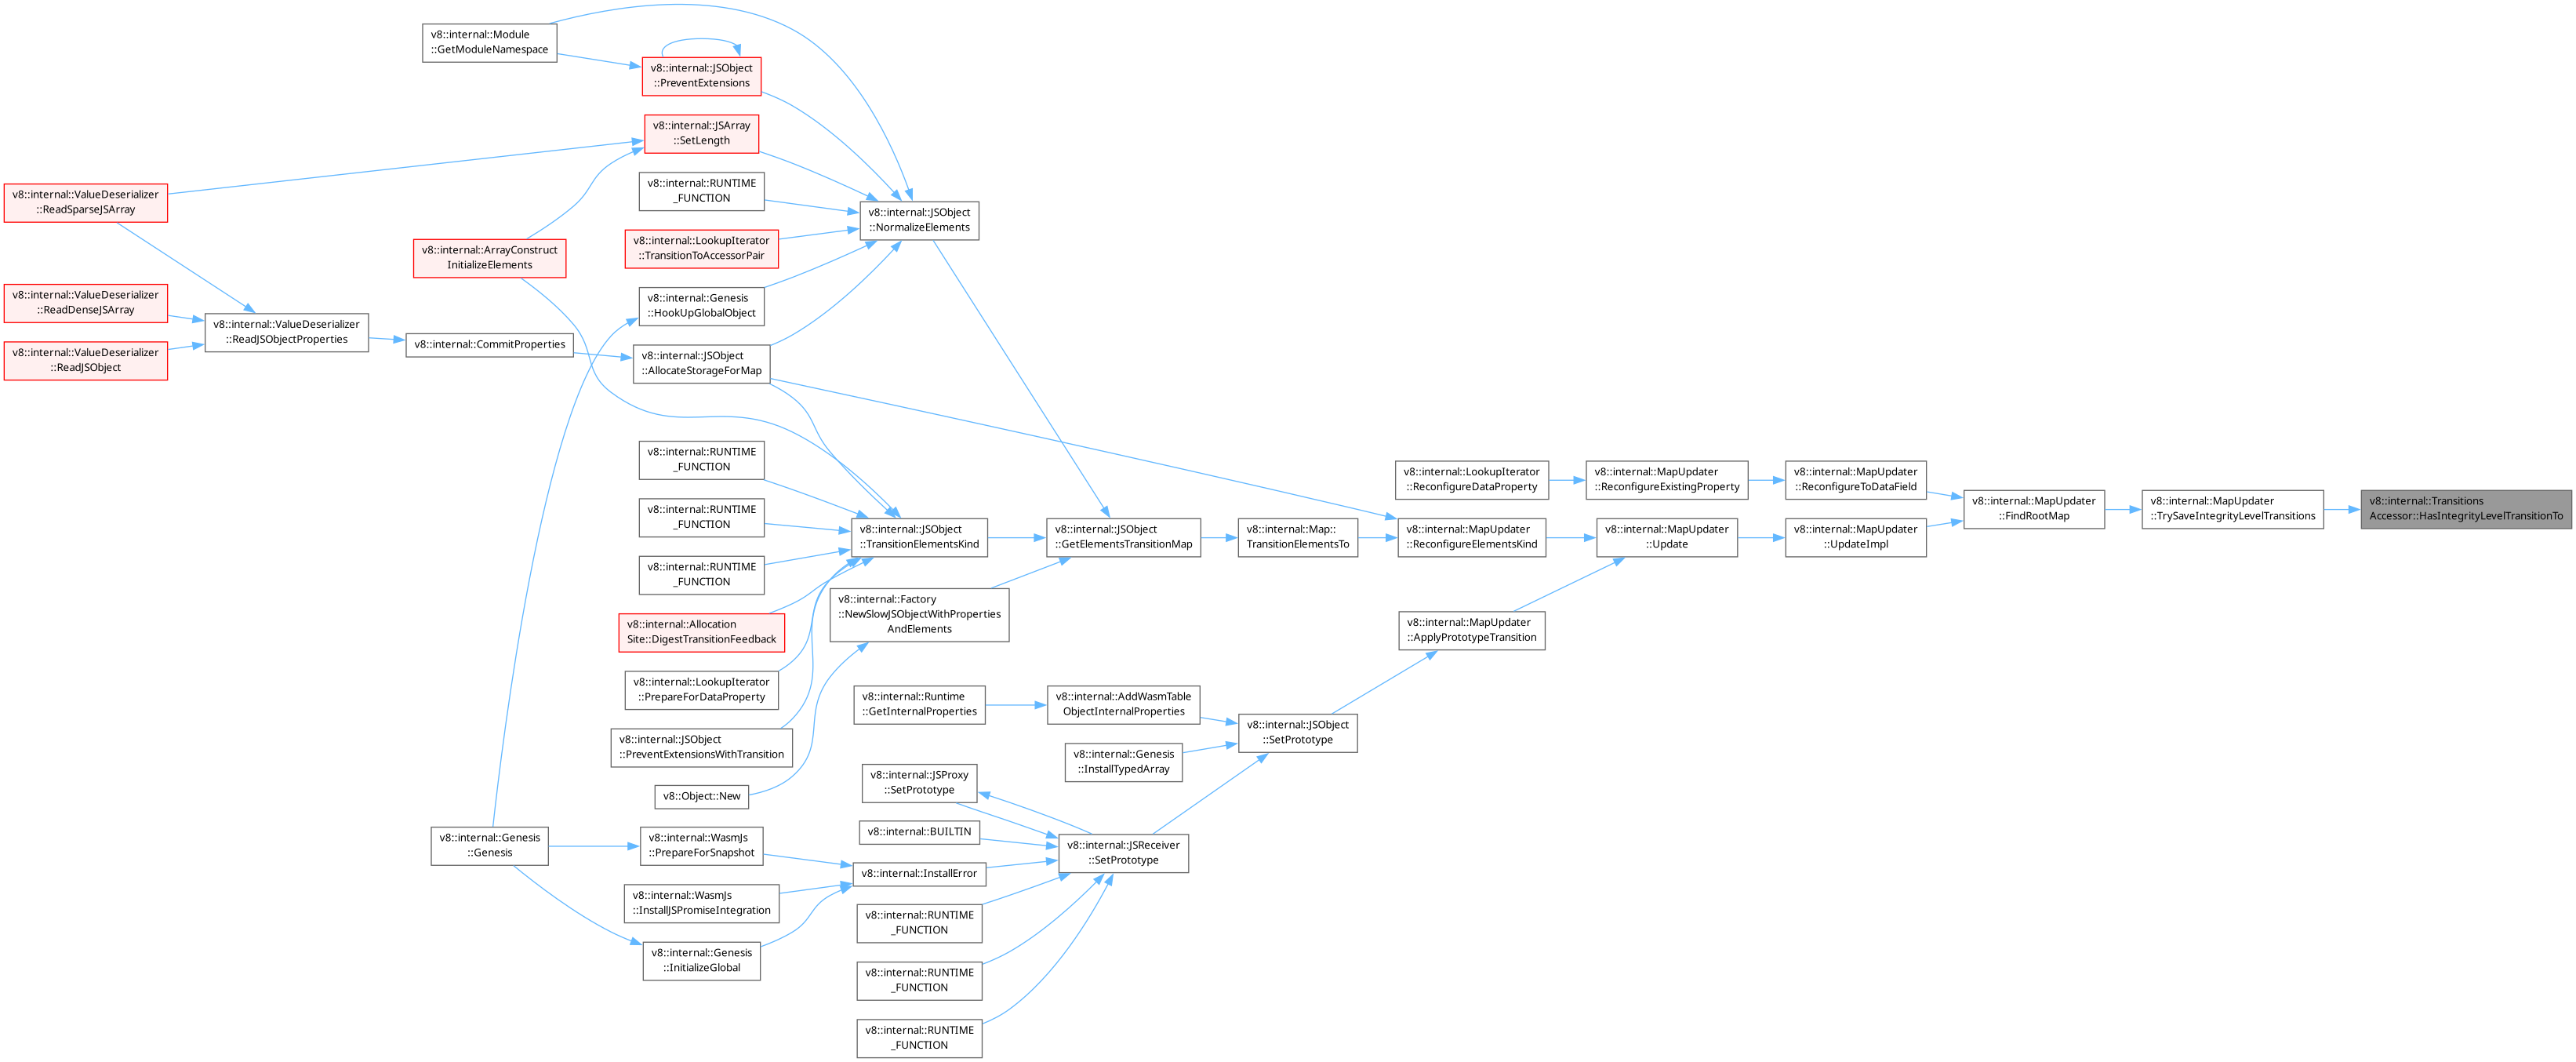 v8::internal::Module
::GetModuleNamespace
v8::internal::JSObject
::PreventExtensions
v8::internal::JSArray
::SetLength
v8::internal::ValueDeserializer
::ReadSparseJSArray
v8::internal::RUNTIME
_FUNCTION
v8::internal::JSObject
::NormalizeElements
v8::internal::ArrayConstruct
InitializeElements
v8::internal::LookupIterator
::TransitionToAccessorPair
v8::internal::ValueDeserializer
::ReadDenseJSArray
v8::internal::Genesis
::HookUpGlobalObject
v8::internal::ValueDeserializer
::ReadJSObjectProperties
v8::internal::CommitProperties
v8::internal::ValueDeserializer
::ReadJSObject
v8::internal::JSObject
::AllocateStorageForMap
v8::internal::RUNTIME
_FUNCTION
v8::internal::LookupIterator
::ReconfigureDataProperty
v8::internal::MapUpdater
::ReconfigureExistingProperty
v8::internal::MapUpdater
::ReconfigureToDataField
v8::internal::MapUpdater
::FindRootMap
v8::internal::MapUpdater
::TrySaveIntegrityLevelTransitions
v8::internal::Transitions
Accessor::HasIntegrityLevelTransitionTo
v8::internal::RUNTIME
_FUNCTION
v8::internal::JSObject
::TransitionElementsKind
v8::internal::JSObject
::GetElementsTransitionMap
v8::internal::Map::
TransitionElementsTo
v8::internal::MapUpdater
::ReconfigureElementsKind
v8::internal::MapUpdater
::Update
v8::internal::MapUpdater
::UpdateImpl
v8::internal::RUNTIME
_FUNCTION
v8::internal::Allocation
Site::DigestTransitionFeedback
v8::internal::Factory
::NewSlowJSObjectWithProperties
AndElements
v8::internal::MapUpdater
::ApplyPrototypeTransition
v8::internal::LookupIterator
::PrepareForDataProperty
v8::internal::Runtime
::GetInternalProperties
v8::internal::AddWasmTable
ObjectInternalProperties
v8::internal::JSObject
::SetPrototype
v8::internal::JSObject
::PreventExtensionsWithTransition
v8::internal::Genesis
::InstallTypedArray
v8::Object::New
v8::internal::JSProxy
::SetPrototype
v8::internal::BUILTIN
v8::internal::Genesis
::Genesis
v8::internal::WasmJs
::PrepareForSnapshot
v8::internal::JSReceiver
::SetPrototype
v8::internal::InstallError
v8::internal::WasmJs
::InstallJSPromiseIntegration
v8::internal::RUNTIME
_FUNCTION
v8::internal::Genesis
::InitializeGlobal
v8::internal::RUNTIME
_FUNCTION
v8::internal::RUNTIME
_FUNCTION